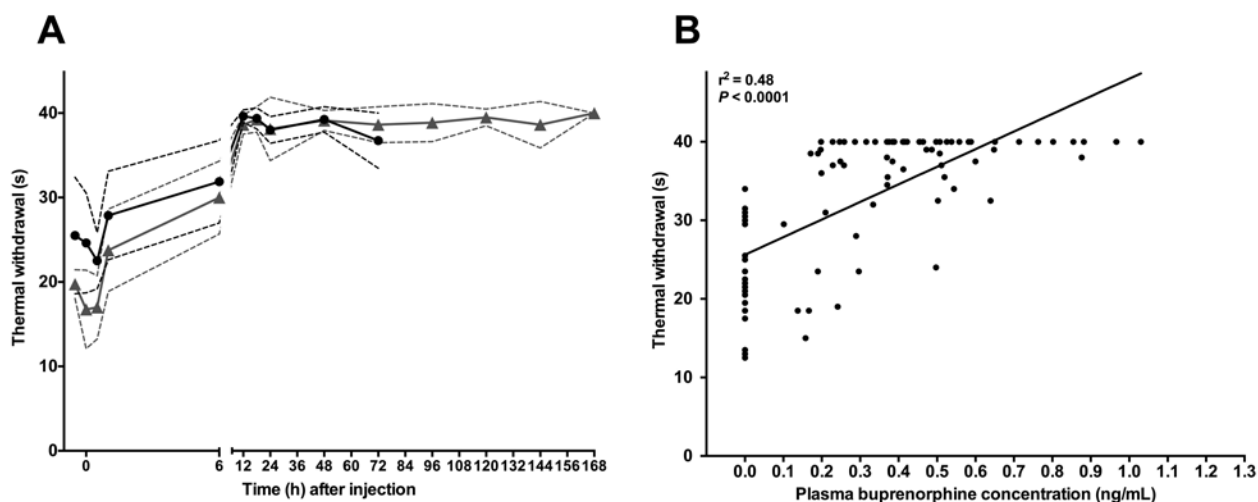 A
Thermal withdrawal (s)
40
30
20
10
0
0 6 12 24 36 48 60 72 84 96 108 120 132 144 156 168
Time (h) after injection
B
r² = 0.48
P < 0.0001
Thermal withdrawal (s)
40
30
20
10
0
0.0 0.1 0.2 0.3 0.4 0.5 0.6 0.7 0.8 0.9 1.0 1.1 1.2 1.3
Plasma buprenorphine concentration (ng/mL)